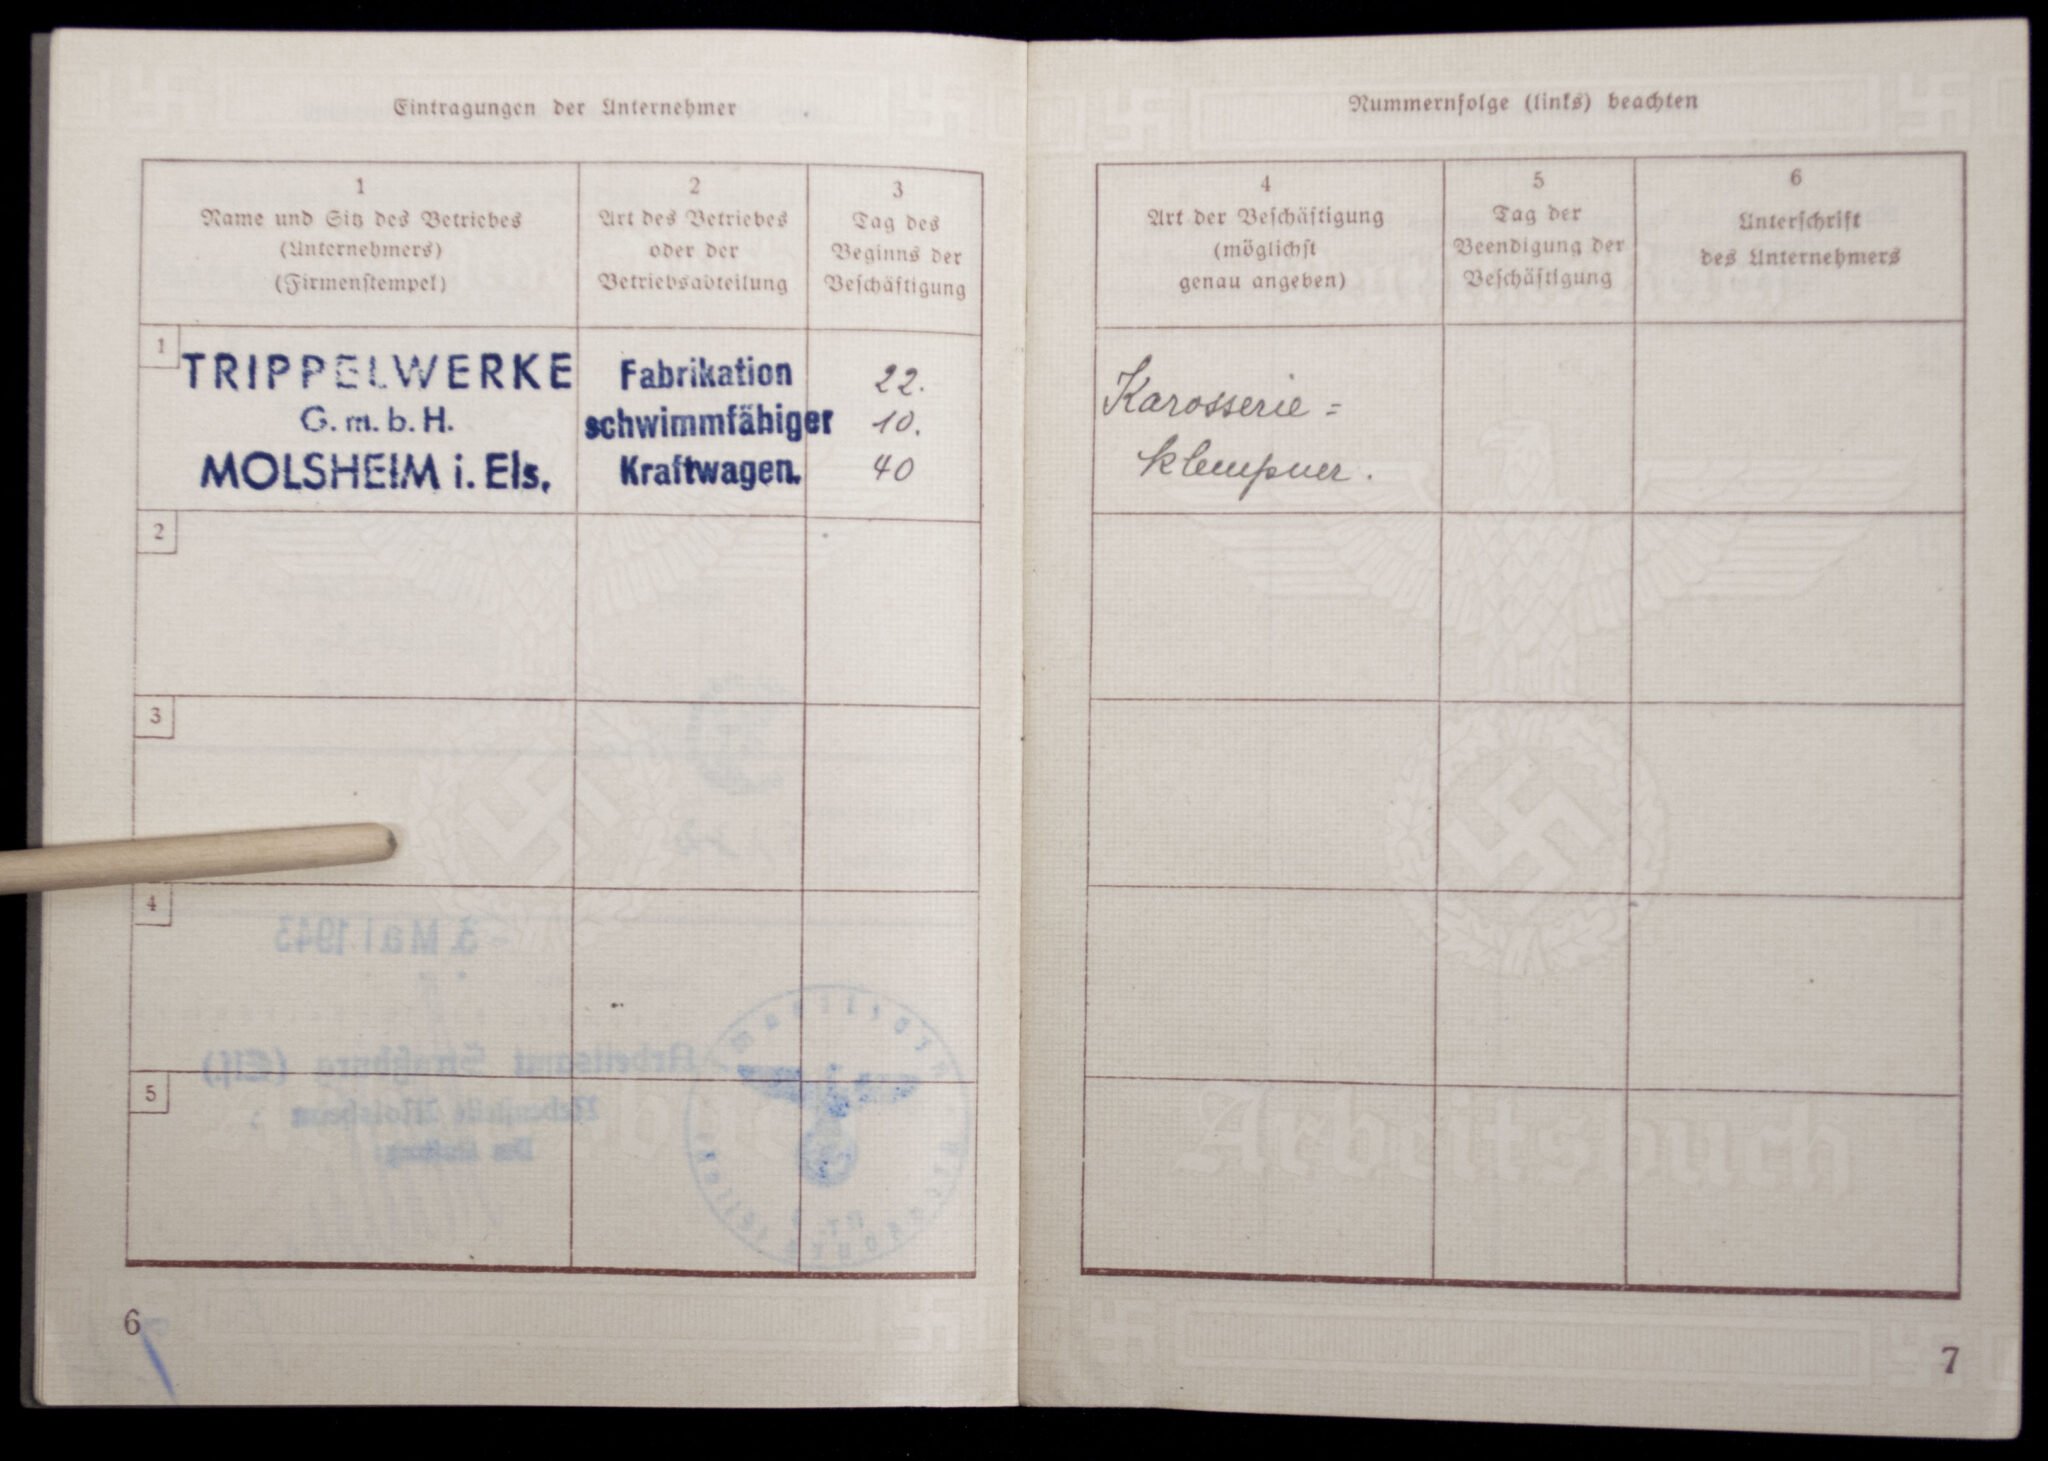 Eintragungen der Unternehmer
1
Name und Sitz des Betriebes
(Unternehmers)
(Firmenstempel)
2
Art des Betriebes
oder der
Betriebsabteilung
3
Tag des
Beginns der
Beschäftigung
1
TRIPPELWERKE
G.m.b.H.
MOLSHEIM i. Els.
Fabrikation
schwimmfähiger
Kraftwagen.
22.
10.
40
2
3
4
- 3. Mai 1943
Arbeitsamt Straßburg (Els.)
Nebenstelle Molsheim
5
6
Nummernfolge (links) beachten
4
Art der Beschäftigung
(möglichst
genau angeben)
5
Tag der
Beendigung der
Beschäftigung
6
Unterschrift
des Unternehmers
Karosserie=
klempner.
Arbeitsbuch
7